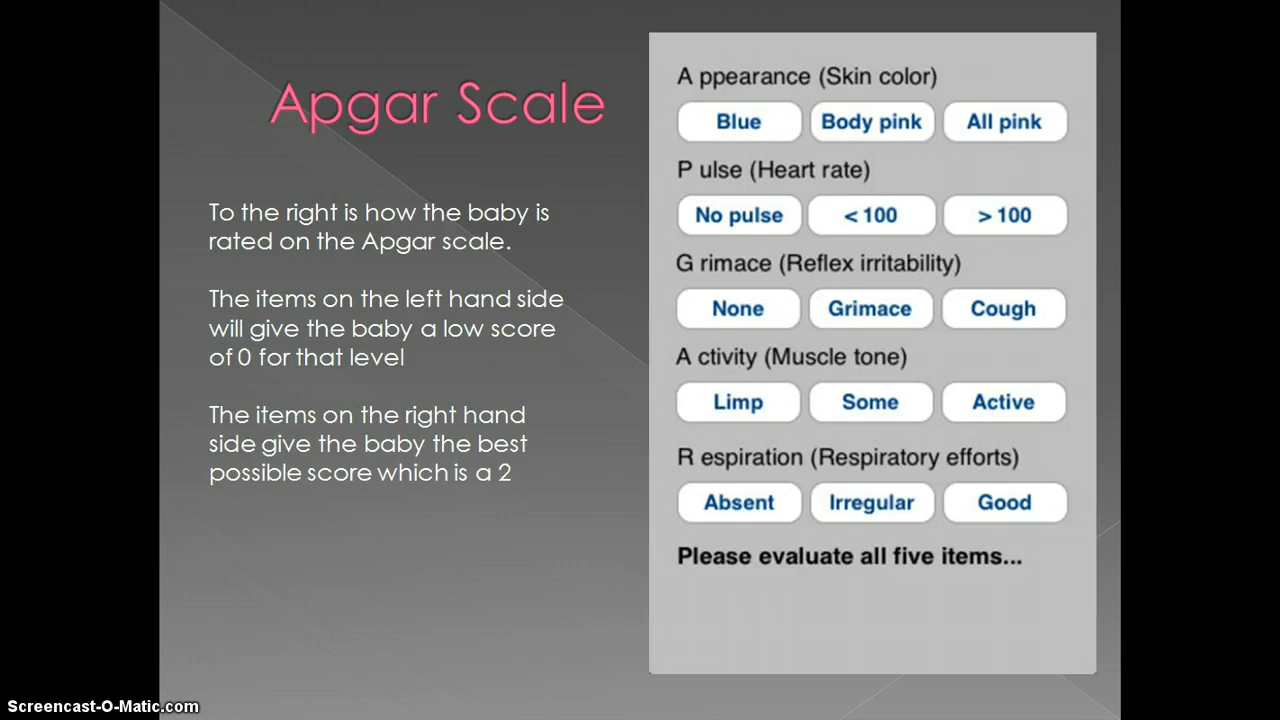 Apgar Scale
To the right is how the baby is
rated on the Apgar scale.
The items on the left hand side
will give the baby a low score
of 0 for that level
The items on the right hand
side give the baby the best
possible score which is a 2
A ppearance (Skin color)
Blue Body pink All pink
P ulse (Heart rate)
No pulse < 100 > 100
G rimace (Reflex irritability)
None Grimace Cough
A ctivity (Muscle tone)
Limp Some Active
R espiration (Respiratory efforts)
Absent Irregular Good
Please evaluate all five items...
Screencast-O-Matic.com